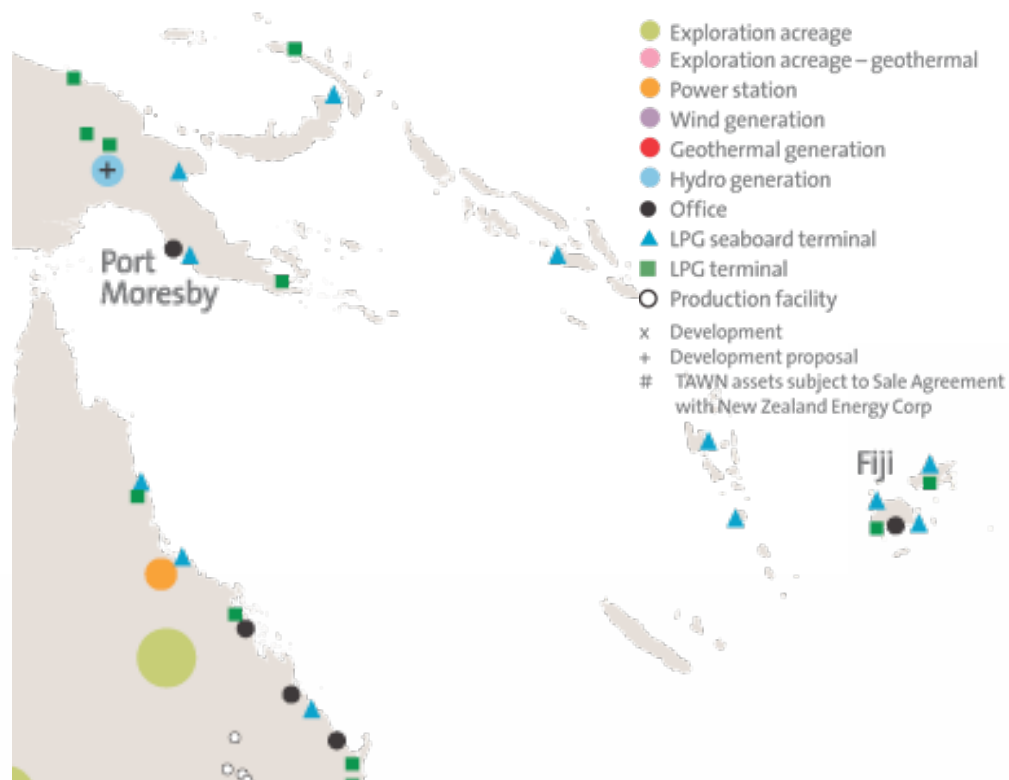 Exploration acreage
Exploration acreage – geothermal
Power station
Wind generation
Geothermal generation
Hydro generation
Office
LPG seaboard terminal
LPG terminal
Production facility
x Development
+ Development proposal
# TAWN assets subject to Sale Agreement
with New Zealand Energy Corp
Port
Moresby
Fiji